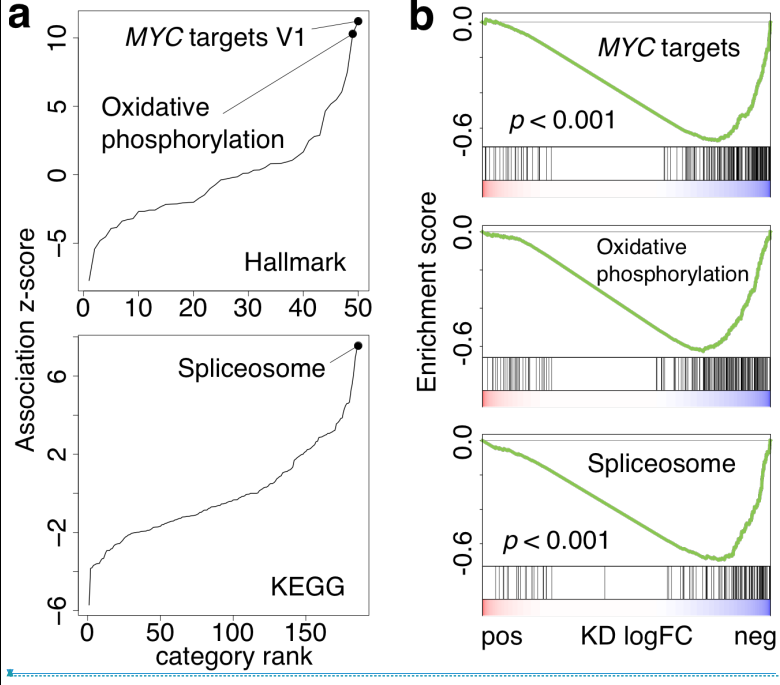 a
Association z-score
10
5
0
−5
MYC targets V1
Oxidative
phosphorylation
Hallmark
0 10 20 30 40 50
6
2
−2
−6
Spliceosome
KEGG
0 50 100 150
category rank
b
Enrichment score
0.0
-0.6
MYC targets
p < 0.001
0.0
-0.6
Oxidative
phosphorylation
0.0
-0.6
Spliceosome
p < 0.001
pos KD logFC neg